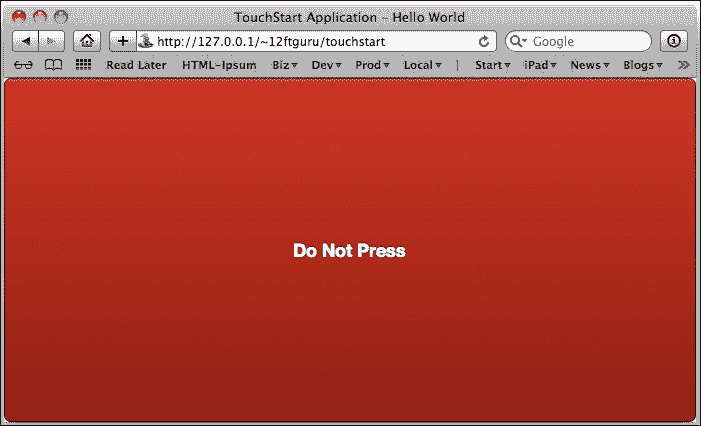 TouchStart Application – Hello World
http://127.0.0.1/~12ftguru/touchstart
Google
Read Later HTML-Ipsum Biz Dev Prod Local Start iPad News Blogs
Do Not Press